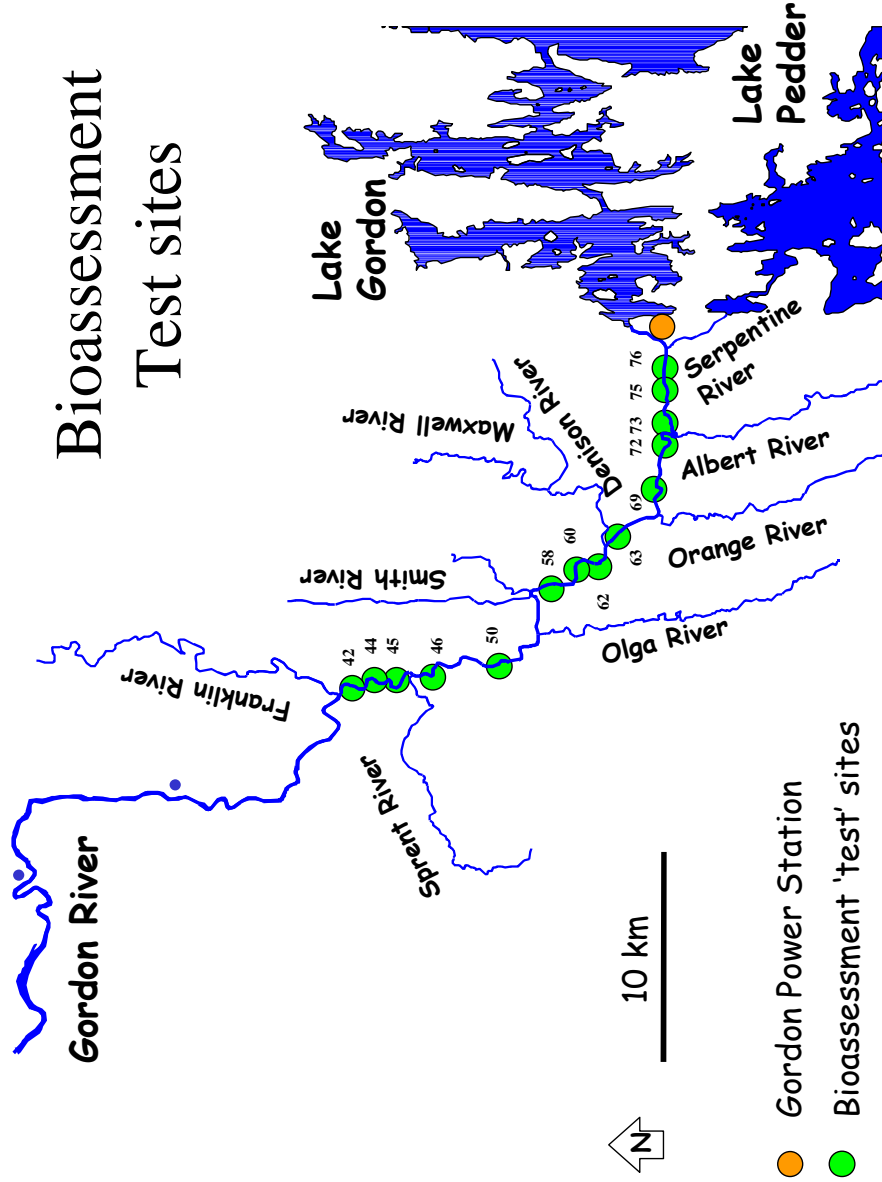 Bioassessment
Test sites
Gordon River
Franklin River
Sprent River
Smith River
Maxwell River
Denison River
Lake
Gordon
Lake
Pedder
Serpentine
River
Albert River
Orange River
Olga River
42
44
45
46
50
58
60
62
63
69
72
73
75
76
10 km
N
Gordon Power Station
Bioassessment ‘test’ sites